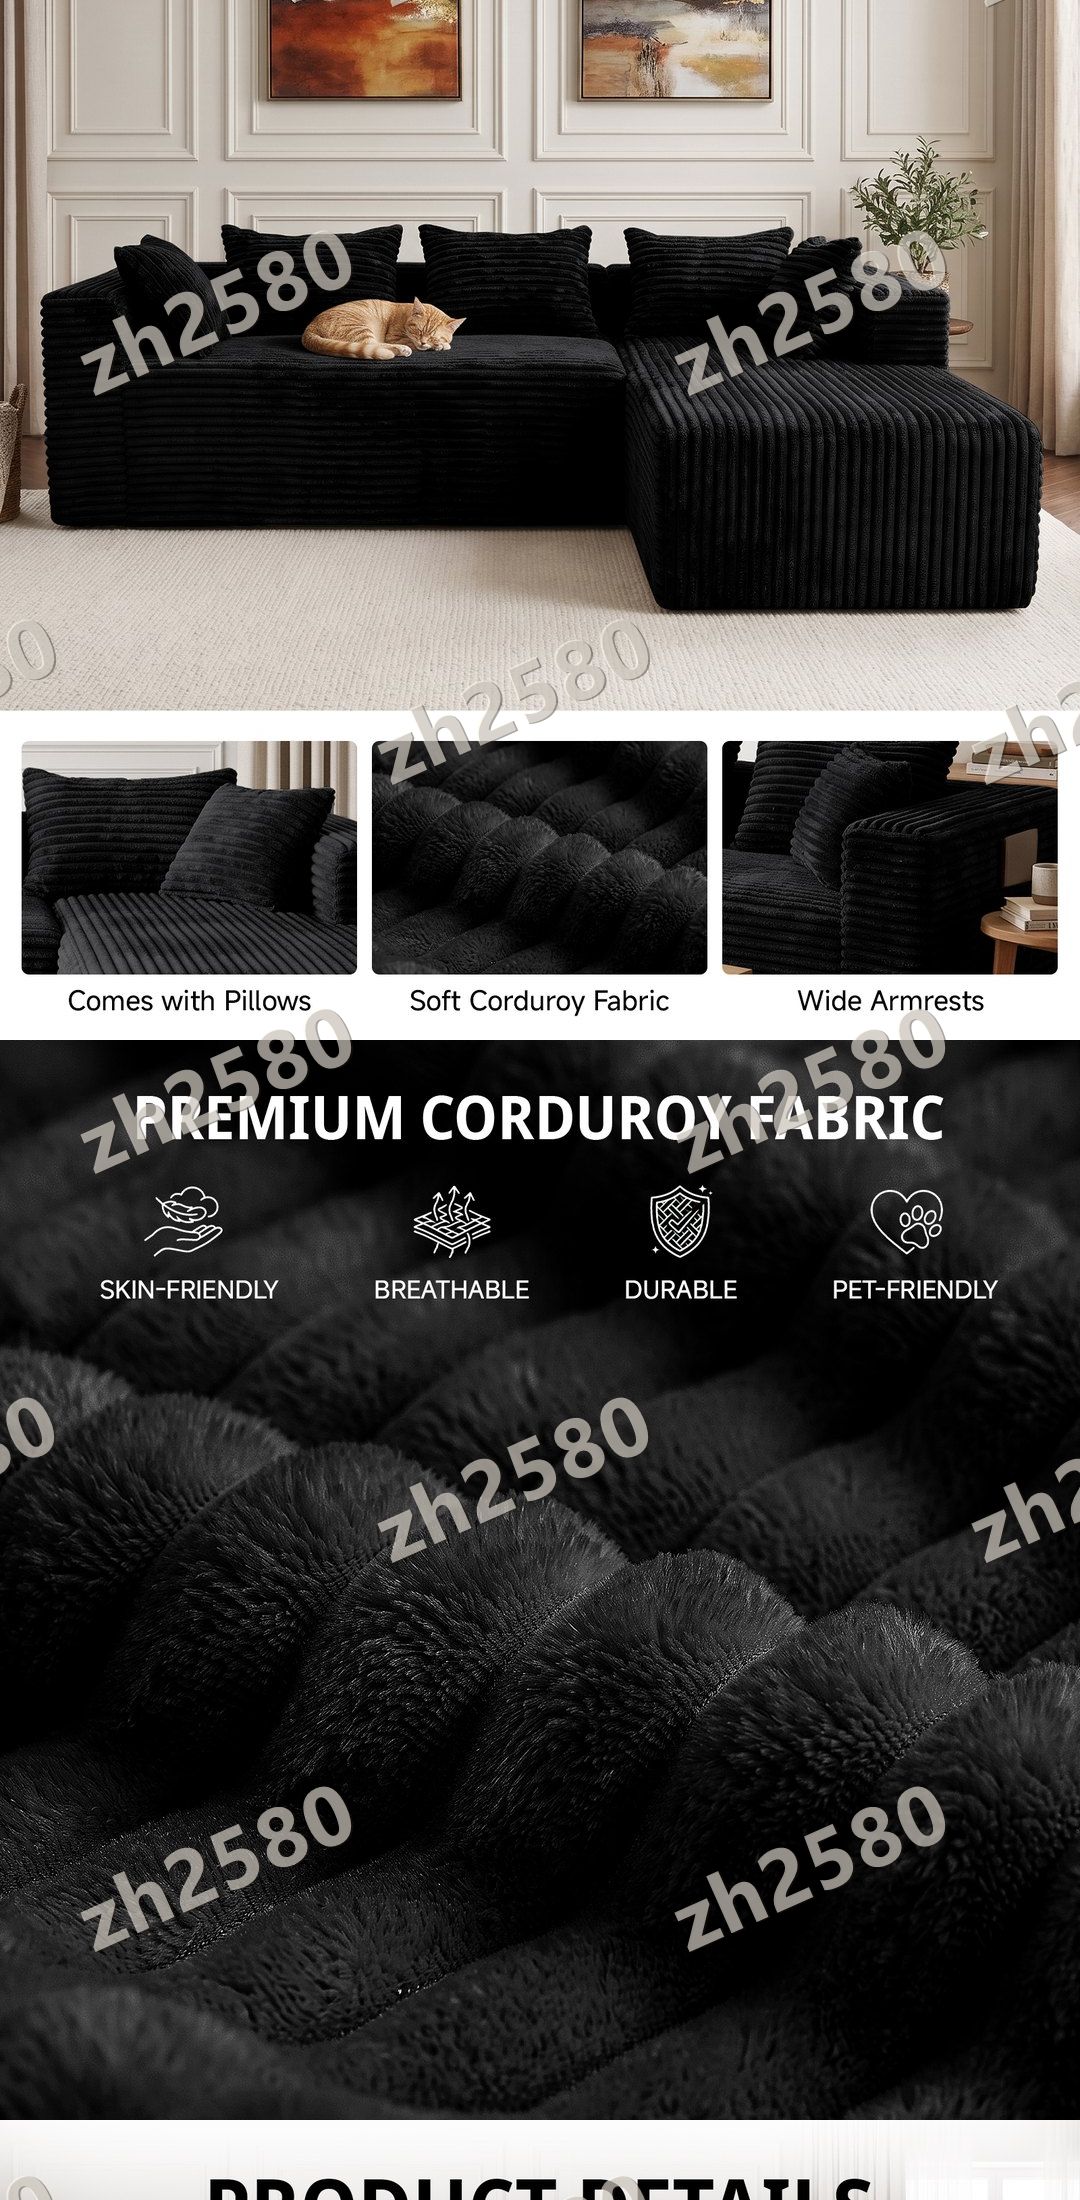 zh2580
zh2580
zh2580
Comes with Pillows
Soft Corduroy Fabric
Wide Armrests
zh2580
zh2580
PREMIUM CORDUROY FABRIC
SKIN-FRIENDLY
BREATHABLE
DURABLE
PET-FRIENDLY
zh2580
zh2580
zh2580
PRODUCT DETAILS